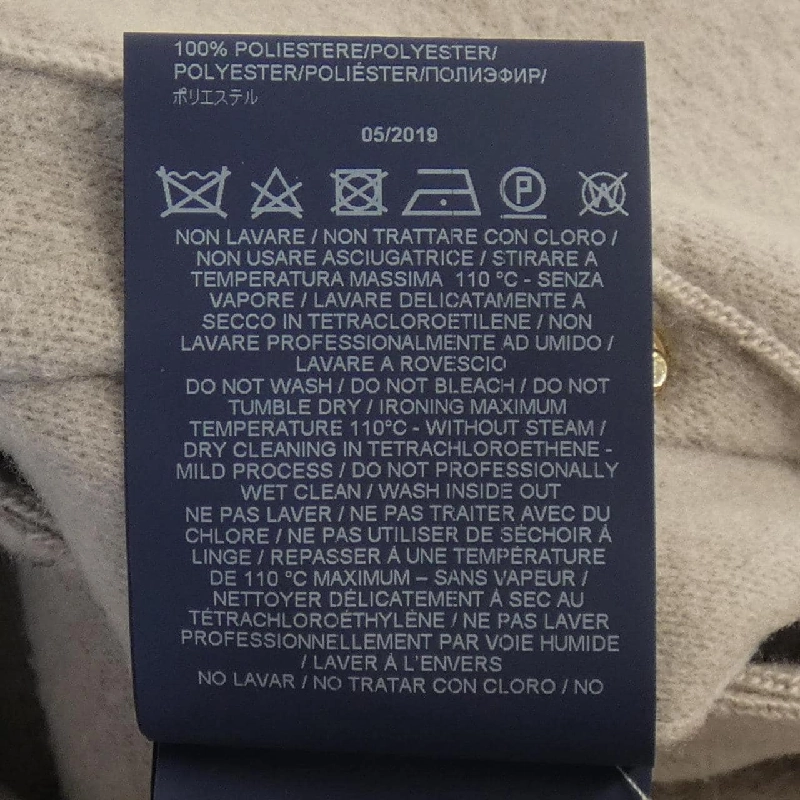 100% POLIESTERE/POLYESTER/
POLYESTER/POLIÉSTER/ПОЛИЭФИР/
ポリエステル
05/2019
P
W
NON LAVARE / NON TRATTARE CON CLORO /
NON USARE ASCIUGATRICE / STIRARE A
TEMPERATURA MASSIMA 110 °C - SENZA
VAPORE / LAVARE DELICATAMENTE A
SECCO IN TETRACLOROETILENE / NON
LAVARE PROFESSIONALMENTE AD UMIDO /
LAVARE A ROVESCIO
DO NOT WASH / DO NOT BLEACH / DO NOT
TUMBLE DRY / IRONING MAXIMUM
TEMPERATURE 110°C - WITHOUT STEAM /
DRY CLEANING IN TETRACHLOROETHENE -
MILD PROCESS / DO NOT PROFESSIONALLY
WET CLEAN / WASH INSIDE OUT
NE PAS LAVER / NE PAS TRAITER AVEC DU
CHLORE / NE PAS UTILISER DE SÉCHOIR À
LINGE / REPASSER À UNE TEMPÉRATURE
DE 110 °C MAXIMUM – SANS VAPEUR /
NETTOYER DÉLICATEMENT À SEC AU
TÉTRACHLOROÉTHYLÈNE / NE PAS LAVER
PROFESSIONNELLEMENT PAR VOIE HUMIDE
/ LAVER À L'ENVERS
NO LAVAR / NO TRATAR CON CLORO / NO